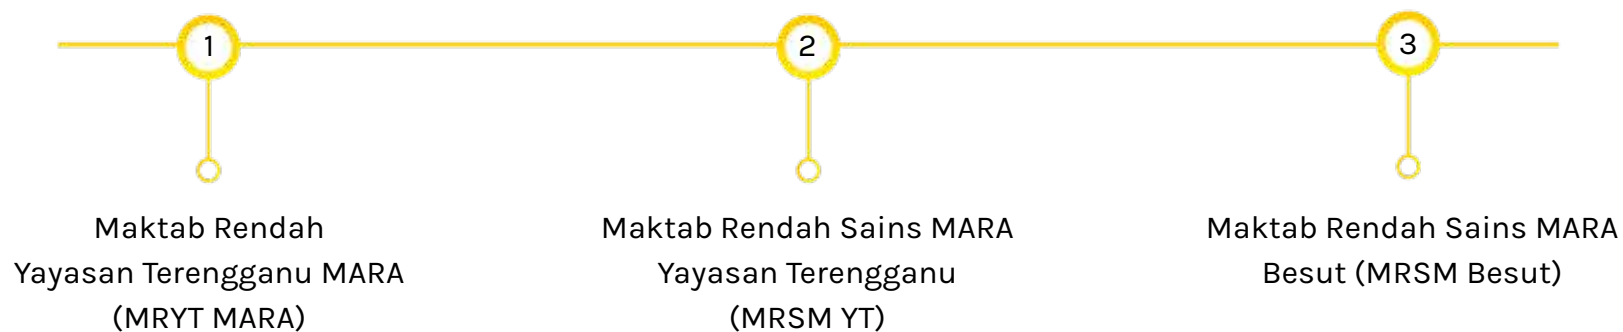 1
Maktab Rendah
Yayasan Terengganu MARA
(MRYT MARA)
2
Maktab Rendah Sains MARA
Yayasan Terengganu
(MRSM YT)
3
Maktab Rendah Sains MARA
Besut (MRSM Besut)